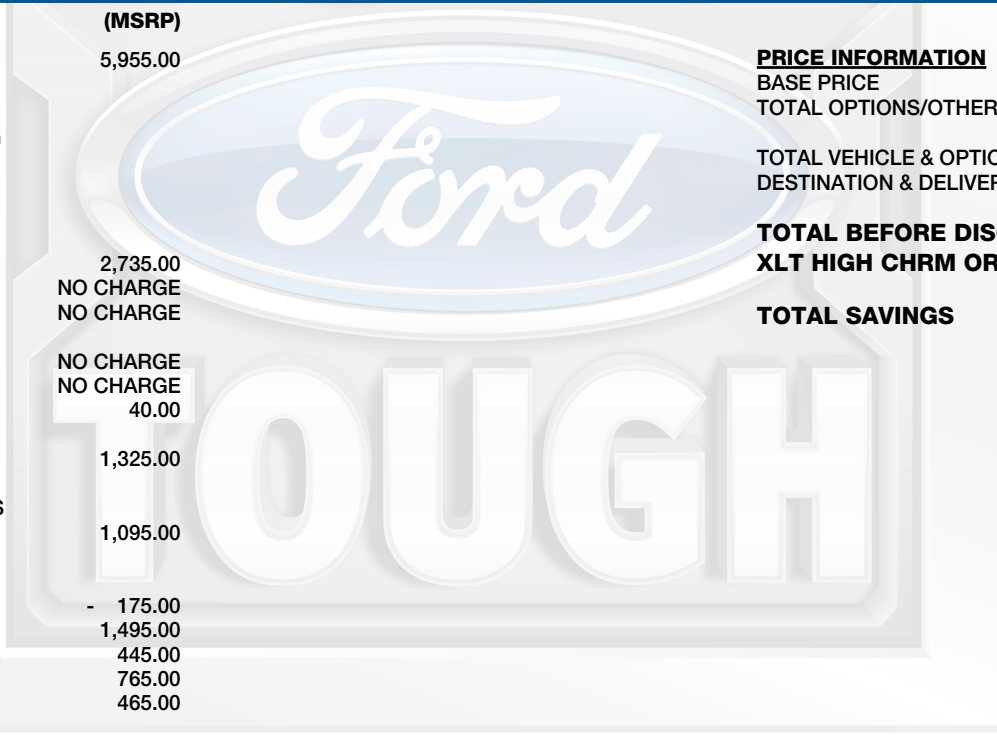 (MSRP)
5,955.00
2,735.00
NO CHARGE
NO CHARGE
NO CHARGE
NO CHARGE
40.00
1,325.00
S
1,095.00
- 175.00
1,495.00
445.00
765.00
465.00
Ford
TOUGH
PRICE INFORMATION
BASE PRICE
TOTAL OPTIONS/OTHER
TOTAL VEHICLE & OPTIO
DESTINATION & DELIVER
TOTAL BEFORE DIS
XLT HIGH CHRM OR
TOTAL SAVINGS